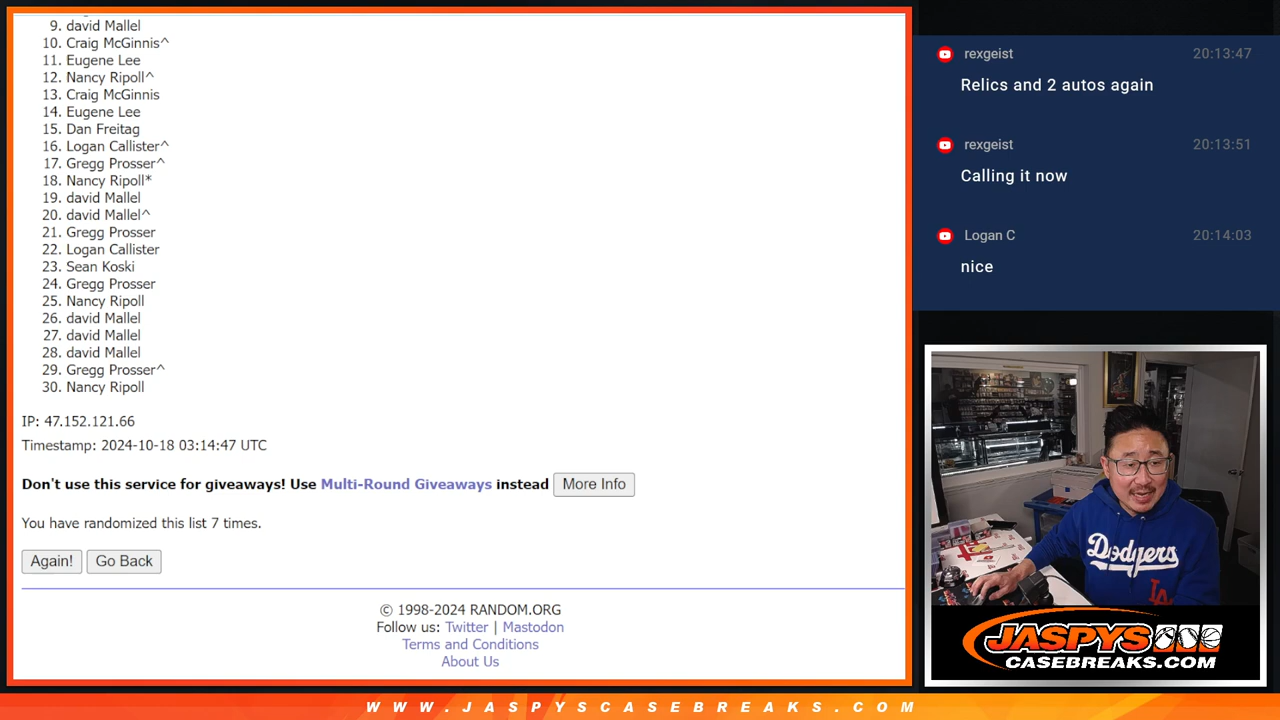 9. david Mallel
10. Craig McGinnis^
11. Eugene Lee
12. Nancy Ripoll^
13. Craig McGinnis
14. Eugene Lee
15. Dan Freitag
16. Logan Callister^
17. Gregg Prosser^
18. Nancy Ripoll*
19. david Mallel
20. david Mallel^
21. Gregg Prosser
22. Logan Callister
23. Sean Koski
24. Gregg Prosser
25. Nancy Ripoll
26. david Mallel
27. david Mallel
28. david Mallel
29. Gregg Prosser^
30. Nancy Ripoll
IP: 47.152.121.66
Timestamp: 2024-10-18 03:14:47 UTC
Don't use this service for giveaways! Use Multi-Round Giveaways instead More Info
You have randomized this list 7 times.
Again! Go Back
© 1998-2024 RANDOM.ORG
Follow us: Twitter | Mastodon
Terms and Conditions
About Us
rexgeist 20:13:47
Relics and 2 autos again
rexgeist 20:13:51
Calling it now
Logan C 20:14:03
nice
Dodgers
LA
JASPYS
CASEBREAKS.COM
WWW.JASPYSCASEBREAKS.COM